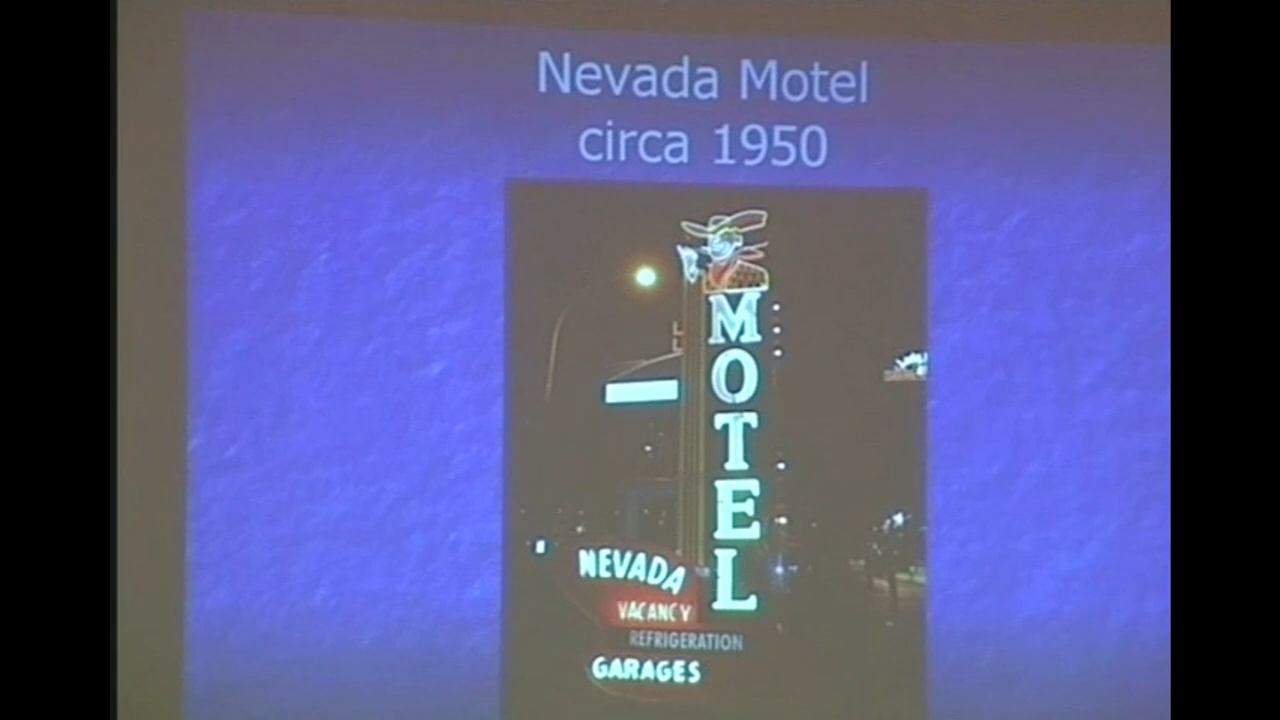 Nevada Motel
circa 1950
MOTEL
NEVADA
VACANCY
REFRIGERATION
GARAGES